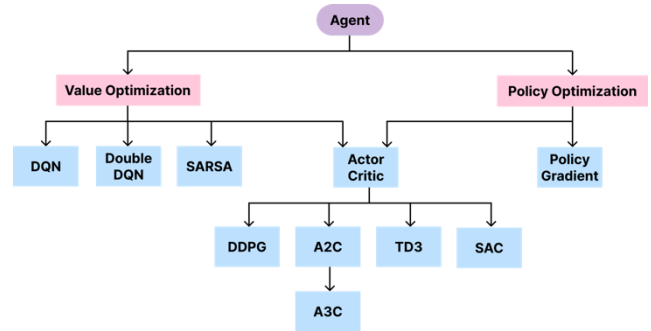 Agent
Value Optimization
Policy Optimization
DQN
Double
DQN
SARSA
Actor
Critic
Policy
Gradient
DDPG
A2C
TD3
SAC
A3C